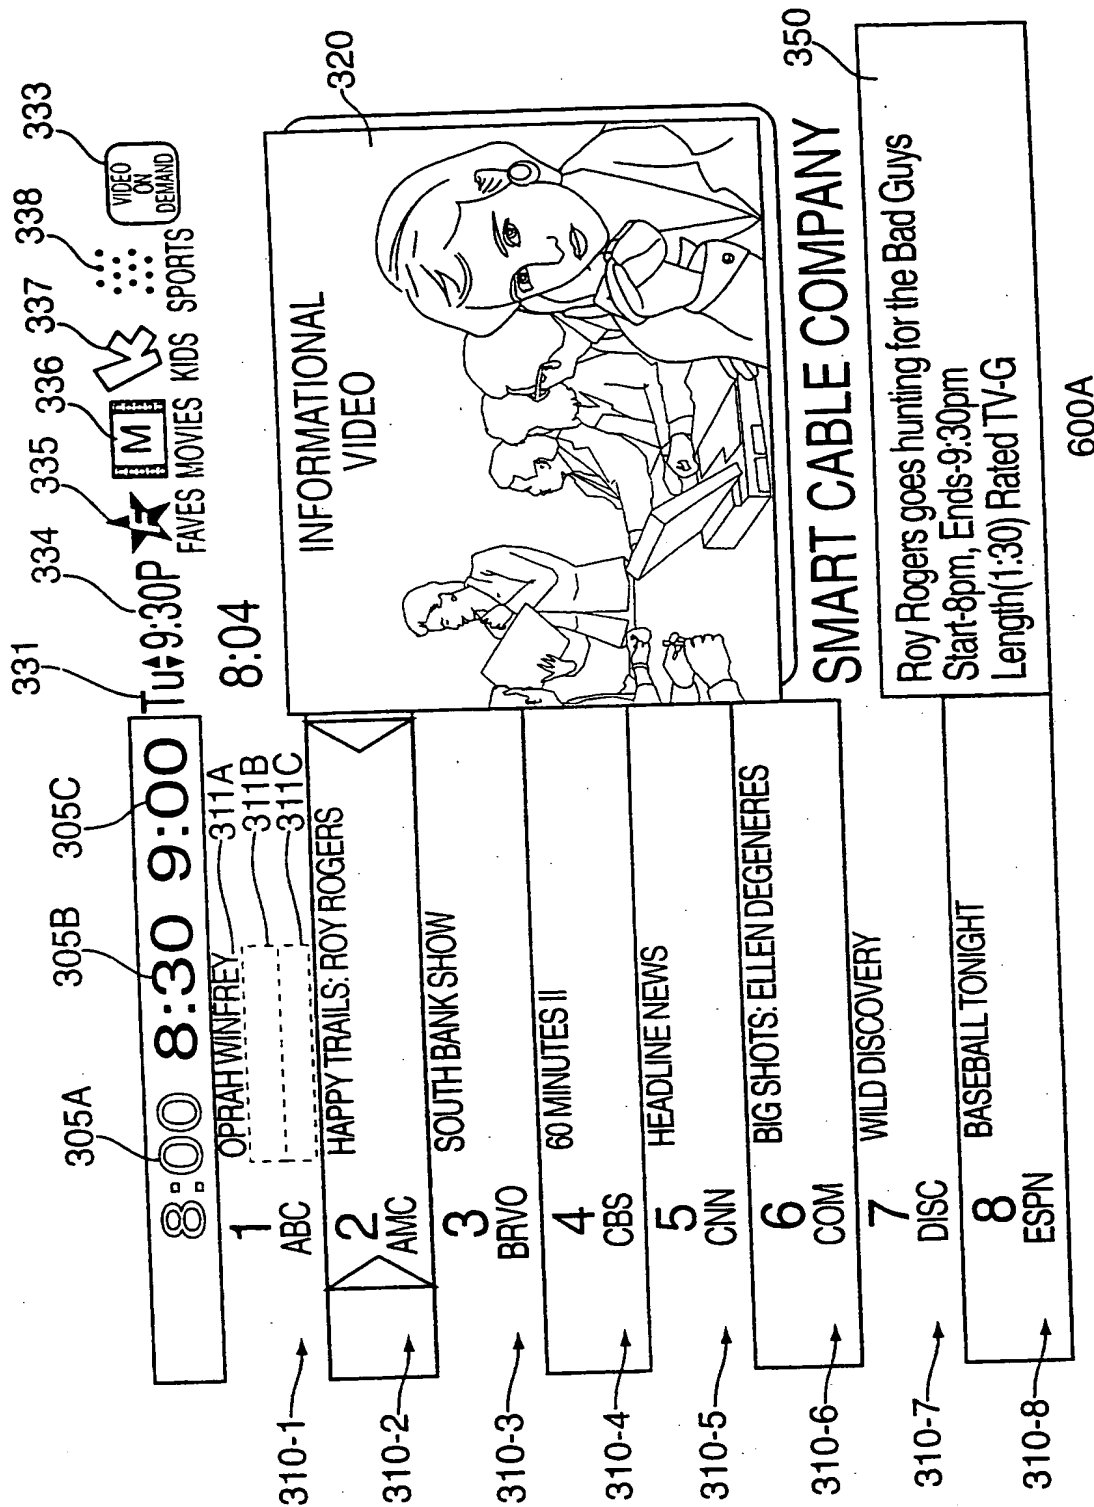 305A 305B 305C 331 334 335 336 337 338 333
8:00 8:30 9:00 Tu 9:30P F M K VIDEO ON DEMAND
FAVES MOVIES KIDS SPORTS
8:04
310-1 1 ABC OPRAH WINFREY 311A 311B 311C
310-2 2 AMC HAPPY TRAILS: ROY ROGERS
310-3 3 BRVO SOUTH BANK SHOW
310-4 4 CBS 60 MINUTES II
310-5 5 CNN HEADLINE NEWS
310-6 6 COM BIG SHOTS: ELLEN DEGENERES
310-7 7 DISC WILD DISCOVERY
310-8 8 ESPN BASEBALL TONIGHT
INFORMATIONAL
VIDEO
320
SMART CABLE COMPANY
350
Roy Rogers goes hunting for the Bad Guys
Start-8pm, Ends-9:30pm
Length(1:30) Rated TV-G
600A